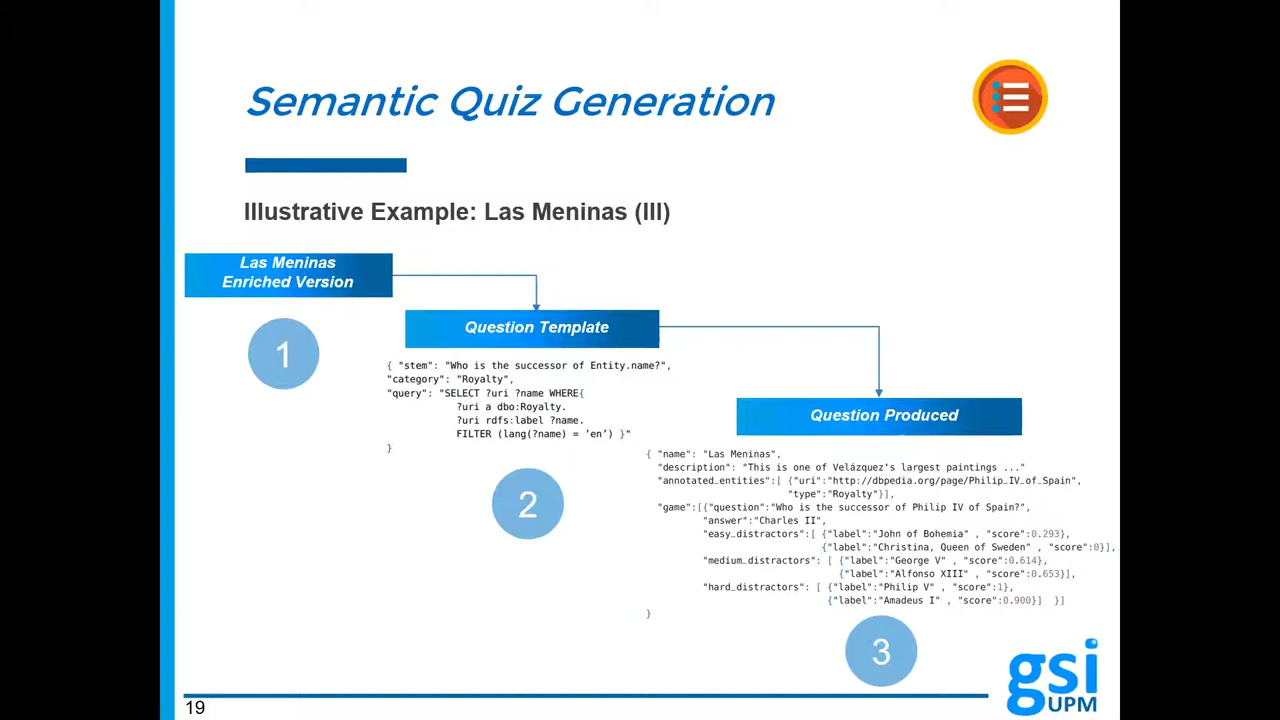 Semantic Quiz Generation
Illustrative Example: Las Meninas (III)
Las Meninas
Enriched Version
1
Question Template
{ "stem": "Who is the successor of Entity.name?",
"category": "Royalty",
"query": "SELECT ?uri ?name WHERE{
?uri a dbo:Royalty.
?uri rdfs:label ?name.
FILTER (lang(?name) = 'en') }"
}
2
Question Produced
{ "name": "Las Meninas",
"description": "This is one of Velázquez's largest paintings ..."
"annotated_entities":[ {"uri":"http://dbpedia.org/page/Philip_IV_of_Spain",
"type":"Royalty"}],
"game":[{"question":"Who is the successor of Philip IV of Spain?",
"answer":"Charles II",
"easy_distractors":[ {"label":"John of Bohemia" , "score":0.293},
{"label":"Christina, Queen of Sweden" , "score":0}],
"medium_distractors": [ {"label":"George V" , "score":0.614},
{"label":"Alfonso XIII" , "score":0.653}],
"hard_distractors": [ {"label":"Philip V" , "score":1},
{"label":"Amadeus I" , "score":0.900}] }]
}
3
gsi
UPM
19